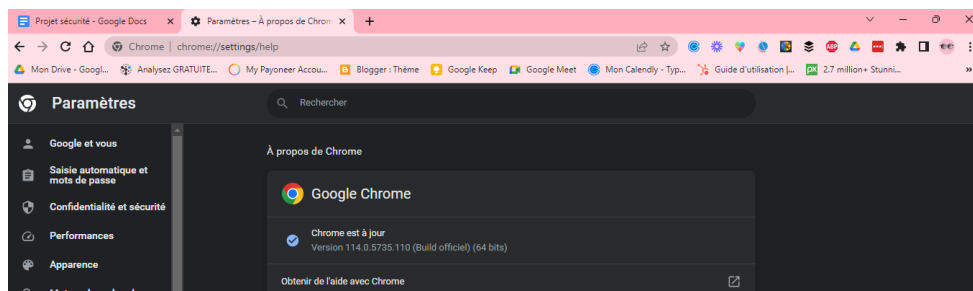 Projet sécurité - Google Docs
Paramètres – À propos de Chrom
Chrome | chrome://settings/help
Mon Drive - Googl... Analysez GRATUITE... My Payoneer Accou... Blogger : Thème Google Keep Google Meet Mon Calendly - Typ... Guide d'utilisation |... 2.7 million+ Stunni...
Paramètres
Rechercher
Google et vous
Saisie automatique et
mots de passe
Confidentialité et sécurité
Performances
Apparence
À propos de Chrome
Google Chrome
Chrome est à jour
Version 114.0.5735.110 (Build officiel) (64 bits)
Obtenir de l'aide avec Chrome